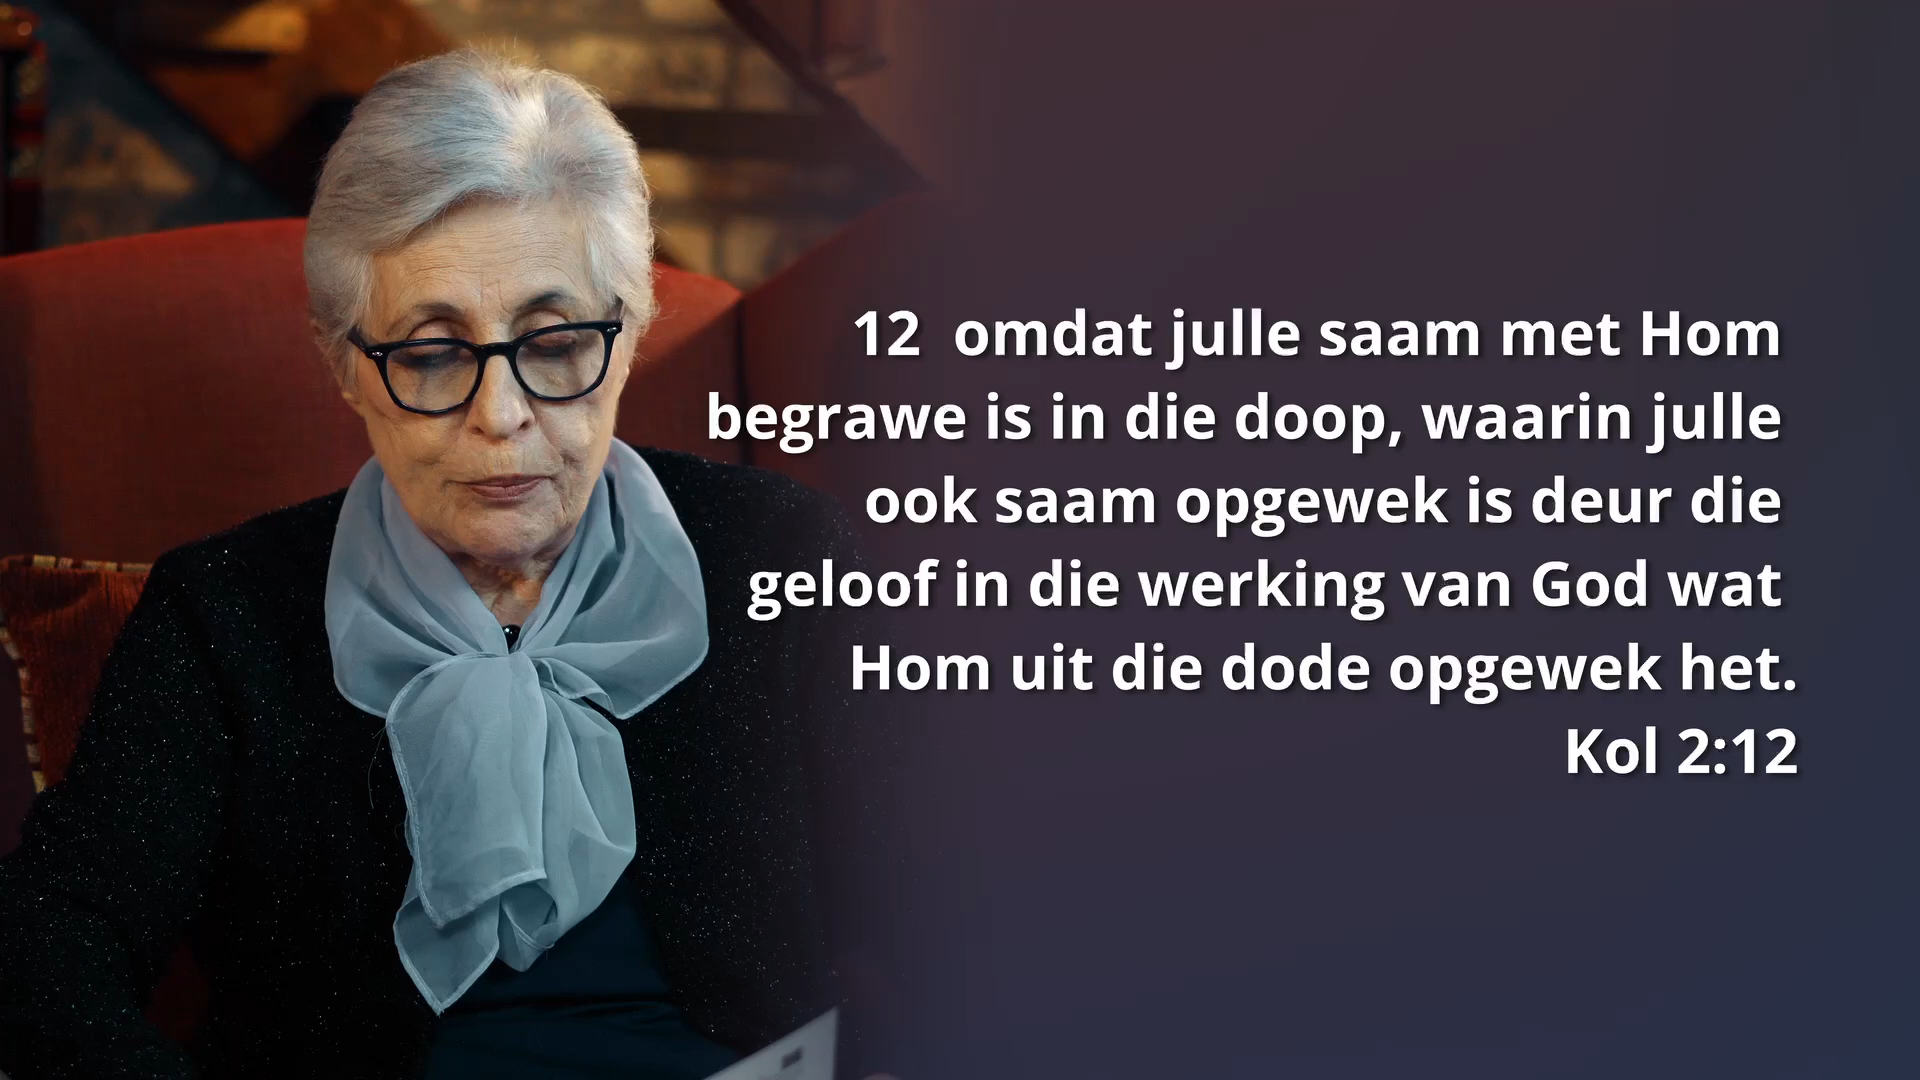 12 omdat julle saam met Hom
begrawe is in die doop, waarin julle
ook saam opgewek is deur die
geloof in die werking van God wat
Hom uit die dode opgewek het.
Kol 2:12